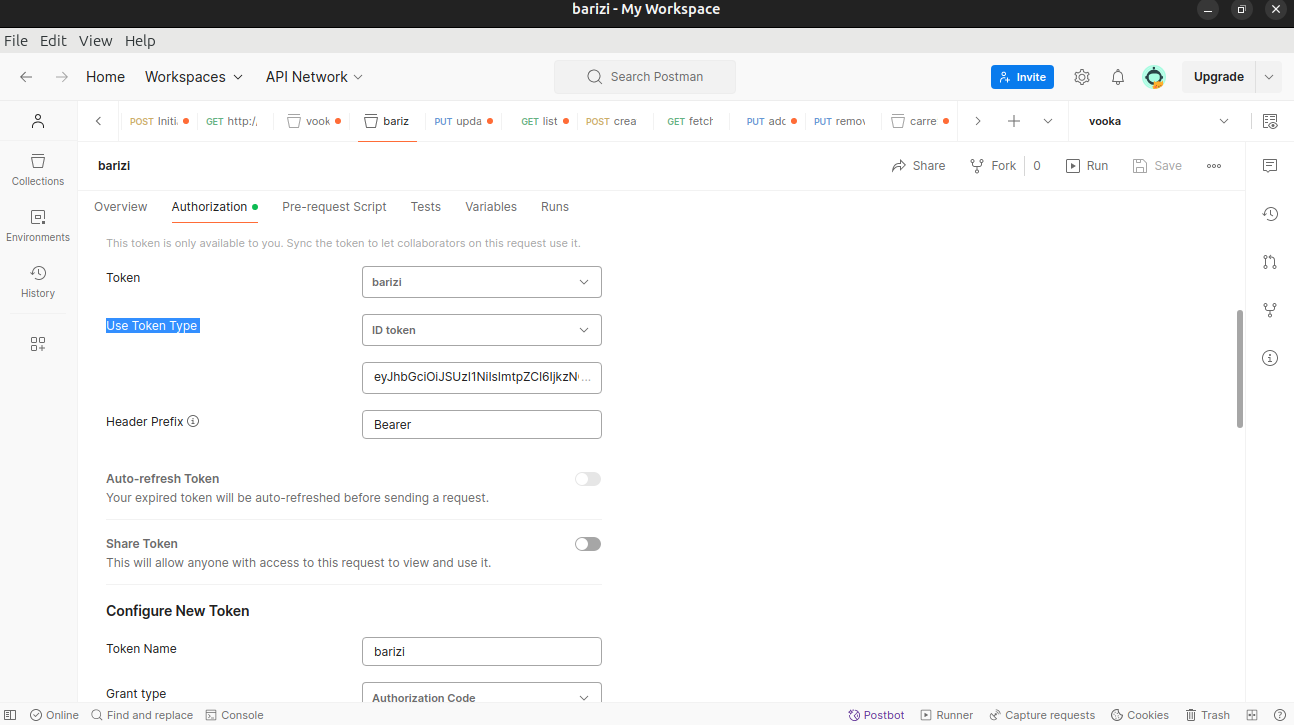 barizi - My Workspace
File Edit View Help
Home Workspaces API Network Search Postman Invite Upgrade
POST Initi GET http:/ vook bariz PUT upda GET list POST crea GET fetch PUT add PUT remov carre vooka
barizi Share Fork 0 Run Save
Collections
Environments
History
Overview Authorization Pre-request Script Tests Variables Runs
This token is only available to you. Sync the token to let collaborators on this request use it.
Token barizi
Use Token Type ID token
Header Prefix Bearer
Auto-refresh Token
Your expired token will be auto-refreshed before sending a request.
Share Token
This will allow anyone with access to this request to view and use it.
Configure New Token
Token Name barizi
Grant type Authorization Code
Online Find and replace Console Postbot Runner Capture requests Cookies Trash